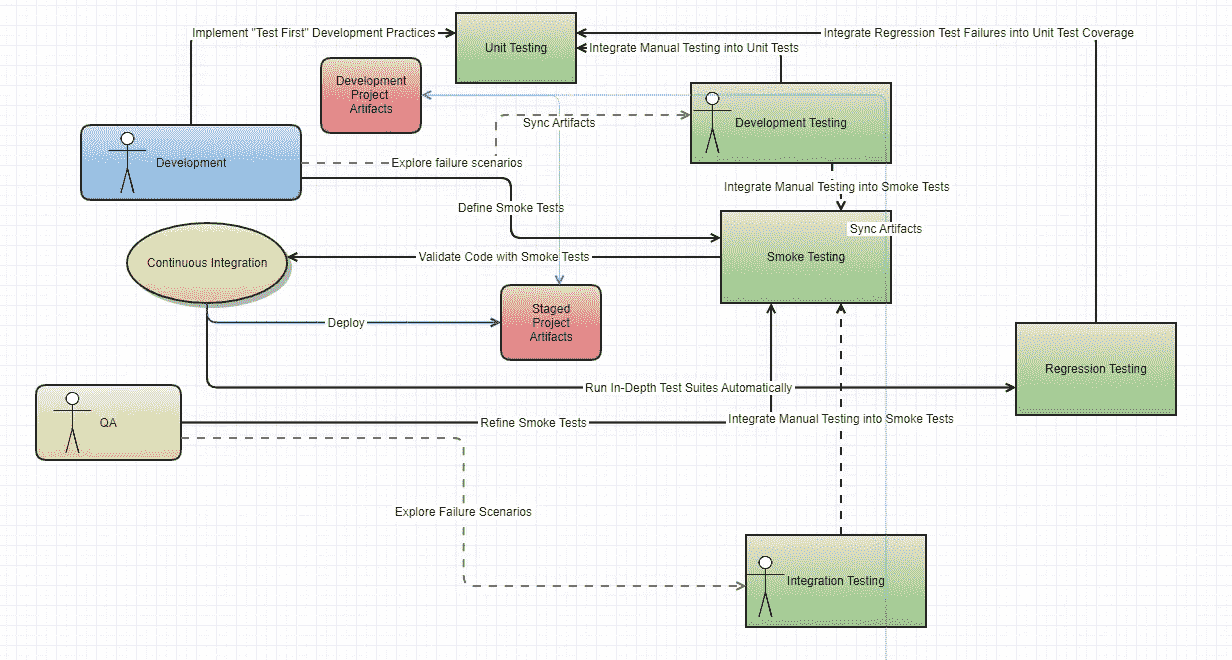 Implement "Test First" Development Practices
Unit Testing
Integrate Regression Test Failures into Unit Test Coverage
Integrate Manual Testing into Unit Tests
Development
Project
Artifacts
Sync Artifacts
Development Testing
Development
Explore failure scenarios
Integrate Manual Testing into Smoke Tests
Define Smoke Tests
Sync Artifacts
Continuous Integration
Validate Code with Smoke Tests
Smoke Testing
Staged
Project
Artifacts
Deploy
Regression Testing
Run In-Depth Test Suites Automatically
QA
Refine Smoke Tests
Integrate Manual Testing into Smoke Tests
Explore Failure Scenarios
Integration Testing